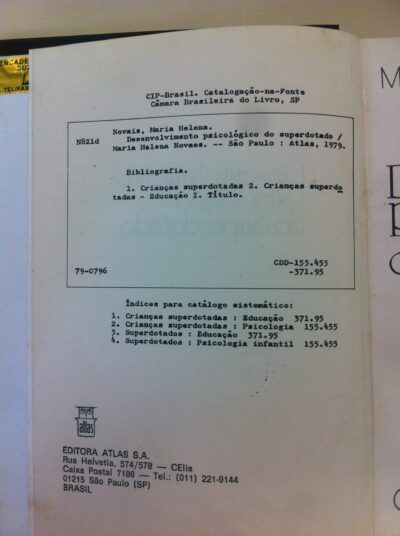 ENCADE
TEL/FAX
CIP-Brasil. Catalogação-na-Fonte
Câmara Brasileira do Livro, SP
Novais, Maria Helena.
N821d Desenvolvimento psicológico do superdotado /
Maria Helena Novaes. -- São Paulo : Atlas, 1979.
Bibliografia.
1. Crianças superdotadas 2. Crianças superdo
tadas - Educação I. Título.
CDD-155.455
79-0796 -371.95
Índices para catálogo sistemático:
1. Crianças superdotadas : Educação 371.95
2. Crianças superdotadas : Psicologia 155.455
3. Superdotados : Educação 371.95
4. Superdotados : Psicologia infantil 155.455
atlas
EDITORA ATLAS S.A.
Rua Helvetia, 574/578 — CElis
Caixa Postal 7186 — Tel.: (011) 221-9144
01215 São Paulo (SP)
BRASIL
M